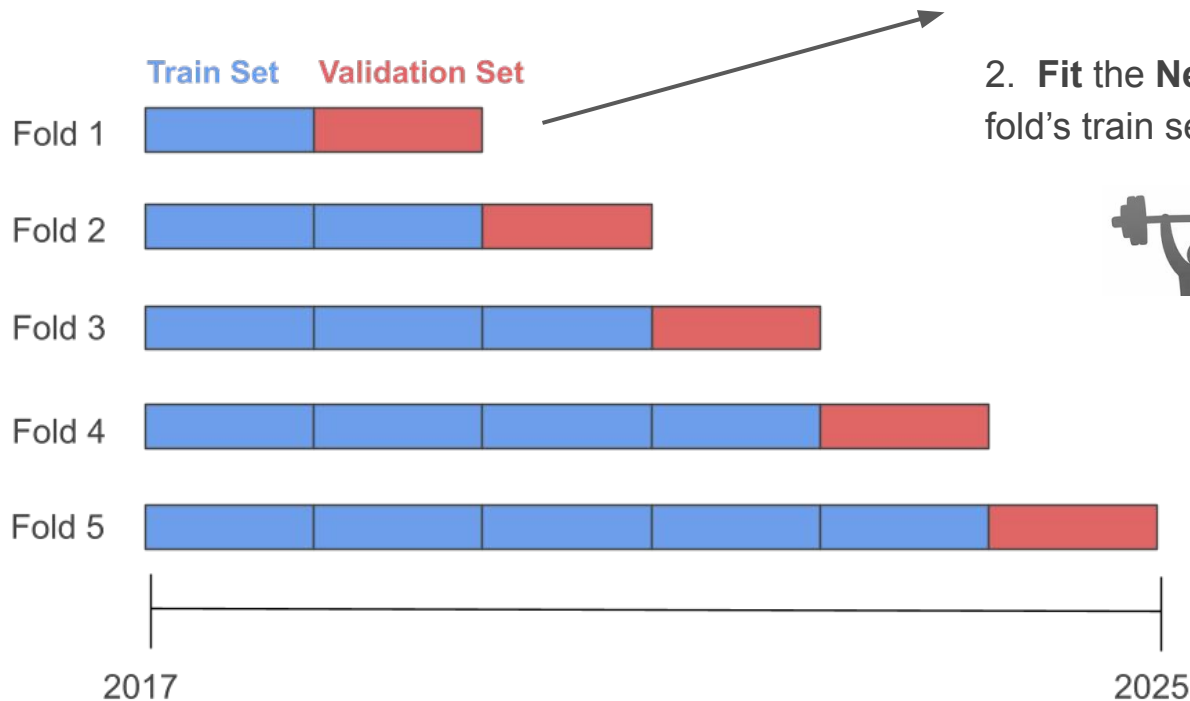 Train Set Validation Set
Fold 1
Fold 2
Fold 3
Fold 4
Fold 5
2017 2025
2. Fit the
fold's train